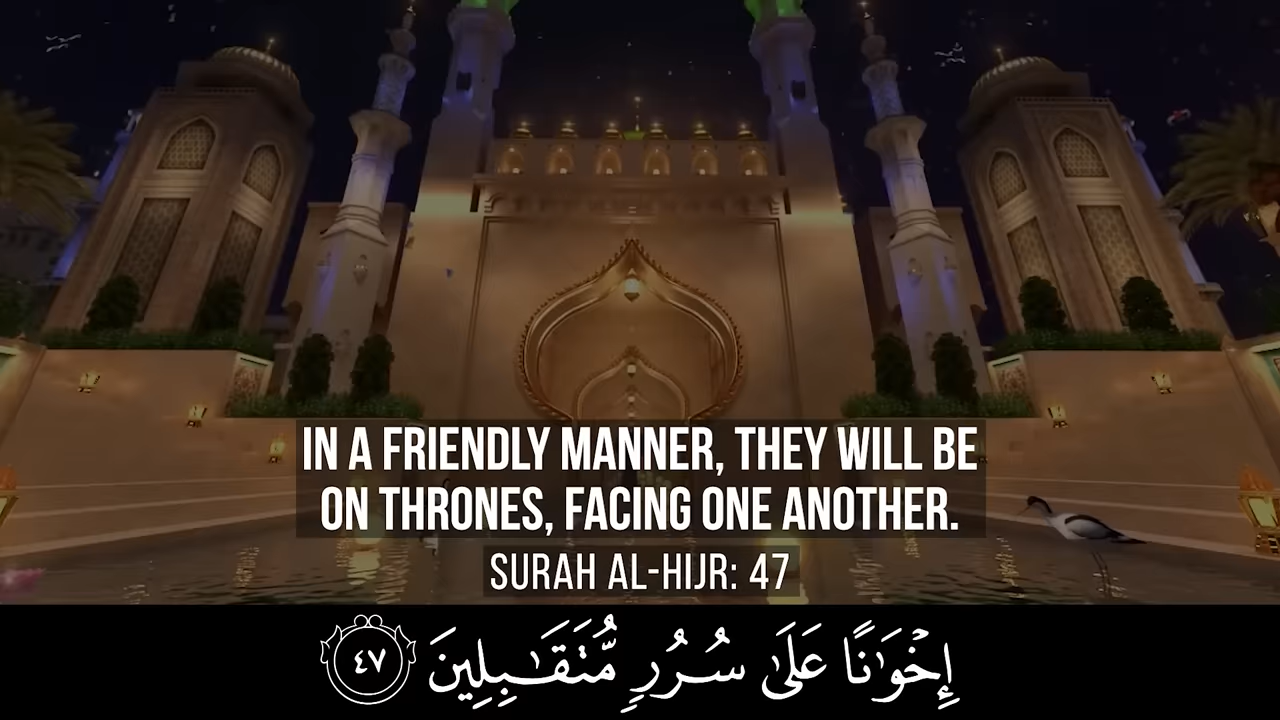 IN A FRIENDLY MANNER, THEY WILL BE
ON THRONES, FACING ONE ANOTHER.
SURAH AL-HIJR: 47
إِخْوَٰنًا عَلَىٰ سُرُرٍ مُّتَقَـٰبِلِينَ ٤٧